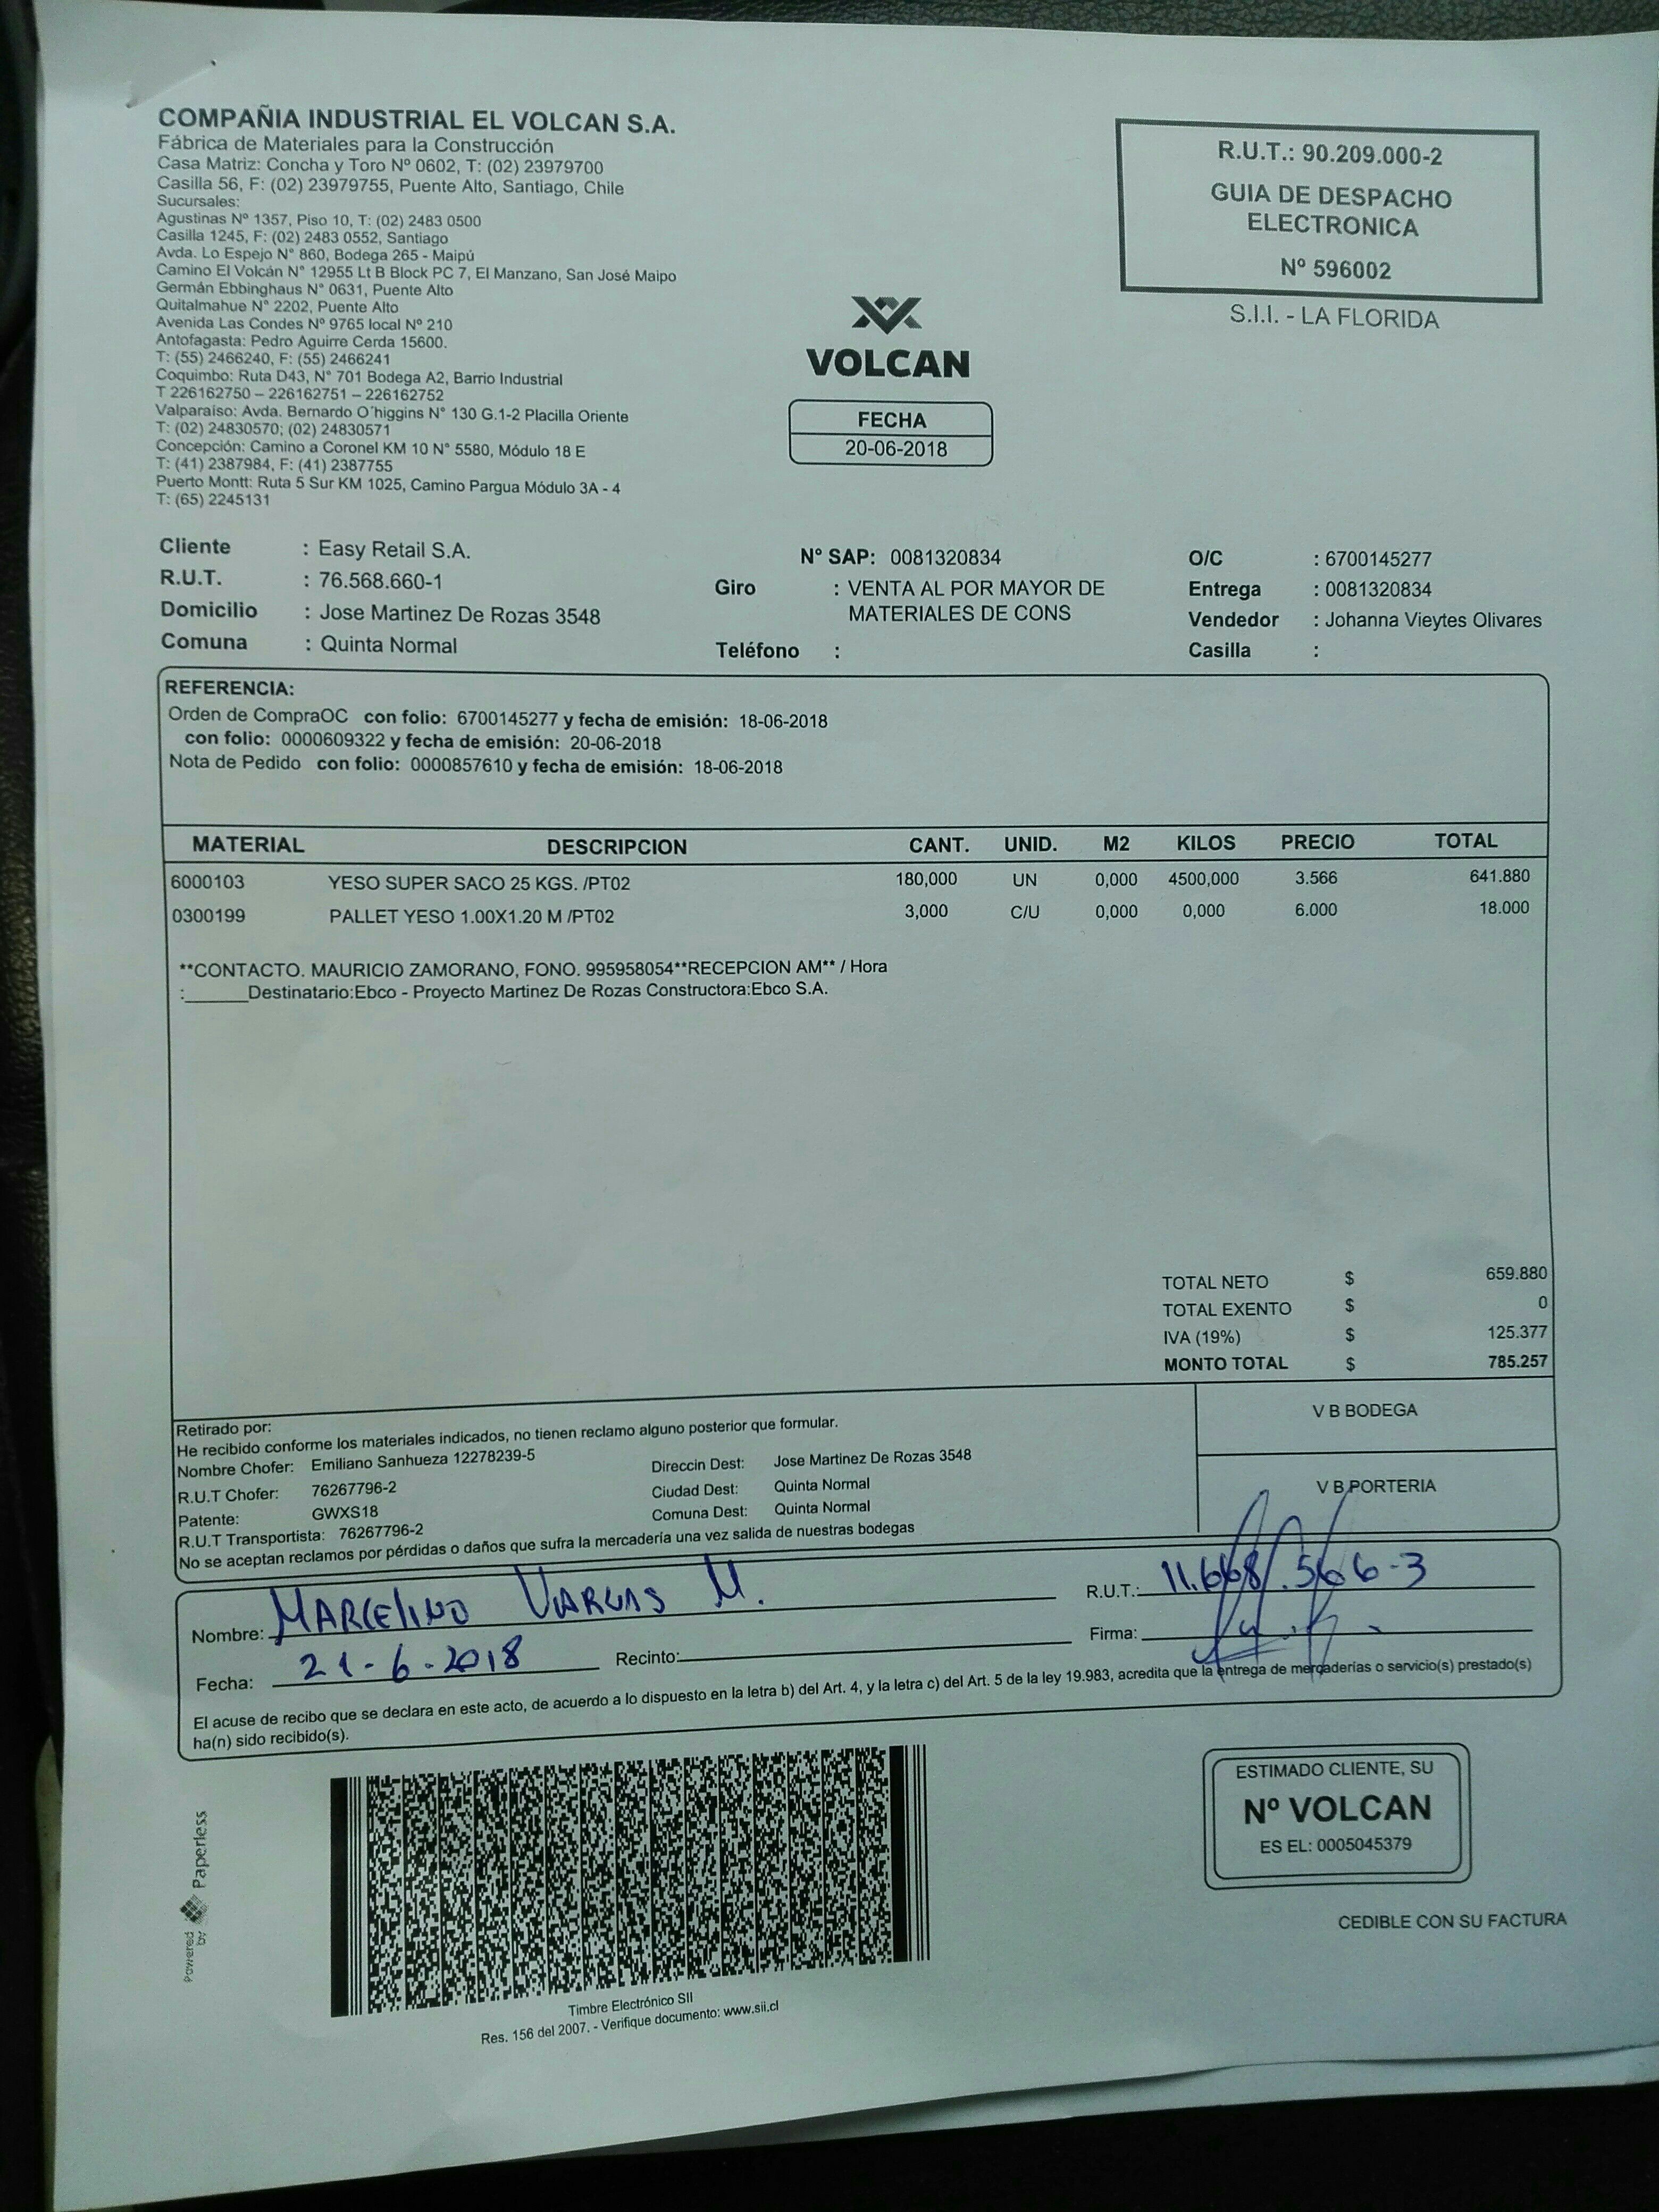 COMPAÑIA INDUSTRIAL EL VOLCAN S.A.
Fábrica de Materiales para la Construcción
Casa Matriz: Concha y Toro Nº 0602, T: (02) 23979700
Casilla 56, F: (02) 23979755, Puente Alto, Santiago, Chile
Sucursales:
Agustinas Nº 1357, Piso 10, T: (02) 2483 0500
Casilla 1245, F: (02) 2483 0552, Santiago
Avda. Lo Espejo N° 860, Bodega 265 - Maipú
Camino El Volcán N° 12955 Lt B Block PC 7, El Manzano, San José Maipo
Germán Ebbinghaus N° 0631, Puente Alto
Quitalmahue N° 2202, Puente Alto
Avenida Las Condes Nº 9765 local Nº 210
Antofagasta: Pedro Aguirre Cerda 15600.
T: (55) 2466240, F: (55) 2466241
Coquimbo: Ruta D43, N° 701 Bodega A2, Barrio Industrial
T 226162750 – 226162751 – 226162752
Valparaíso: Avda. Bernardo O´higgins N° 130 G.1-2 Placilla Oriente
T: (02) 24830570; (02) 24830571
Concepción: Camino a Coronel KM 10 N° 5580, Módulo 18 E
T: (41) 2387984, F: (41) 2387755
Puerto Montt: Ruta 5 Sur KM 1025, Camino Pargua Módulo 3A - 4
T: (65) 2245131
VOLCAN
FECHA
20-06-2018
R.U.T.: 90.209.000-2
GUIA DE DESPACHO
ELECTRONICA
Nº 596002
S.I.I. - LA FLORIDA
Cliente : Easy Retail S.A.
R.U.T. : 76.568.660-1
Domicilio : Jose Martinez De Rozas 3548
Comuna : Quinta Normal
Nº SAP: 0081320834
Giro : VENTA AL POR MAYOR DE
MATERIALES DE CONS
Teléfono :
O/C : 6700145277
Entrega : 0081320834
Vendedor : Johanna Vieytes Olivares
Casilla :
REFERENCIA:
Orden de CompraOC con folio: 6700145277 y fecha de emisión: 18-06-2018
con folio: 0000609322 y fecha de emisión: 20-06-2018
Nota de Pedido con folio: 0000857610 y fecha de emisión: 18-06-2018
MATERIAL DESCRIPCION CANT. UNID. M2 KILOS PRECIO TOTAL
6000103 YESO SUPER SACO 25 KGS. /PT02 180,000 UN 0,000 4500,000 3.566 641.880
0300199 PALLET YESO 1.00X1.20 M /PT02 3,000 C/U 0,000 0,000 6.000 18.000
**CONTACTO. MAURICIO ZAMORANO, FONO. 995958054**RECEPCION AM** / Hora
:______Destinatario:Ebco - Proyecto Martinez De Rozas Constructora:Ebco S.A.
TOTAL NETO $ 659.880
TOTAL EXENTO $ 0
IVA (19%) $ 125.377
MONTO TOTAL $ 785.257
Retirado por:
He recibido conforme los materiales indicados, no tienen reclamo alguno posterior que formular.
Nombre Chofer: Emiliano Sanhueza 12278239-5
R.U.T Chofer: 76267796-2
Patente: GWXS18
R.U.T Transportista: 76267796-2
No se aceptan reclamos por pérdidas o daños que sufra la mercadería una vez salida de nuestras bodegas
Direccin Dest: Jose Martinez De Rozas 3548
Ciudad Dest: Quinta Normal
Comuna Dest: Quinta Normal
V B BODEGA
V B PORTERIA
Nombre: MARCELINO VARGAS M.
R.U.T.: 11.668.566-3
Fecha: 21-6-2018 Recinto:
Firma:
El acuse de recibo que se declara en este acto, de acuerdo a lo dispuesto en la letra b) del Art. 4, y la letra c) del Art. 5 de la ley 19.983, acredita que la entrega de mercaderías o servicio(s) prestado(s)
ha(n) sido recibido(s).
Powered by Paperless
Timbre Electrónico SII
Res. 156 del 2007. - Verifique documento: www.sii.cl
ESTIMADO CLIENTE, SU
Nº VOLCAN
ES EL: 0005045379
CEDIBLE CON SU FACTURA